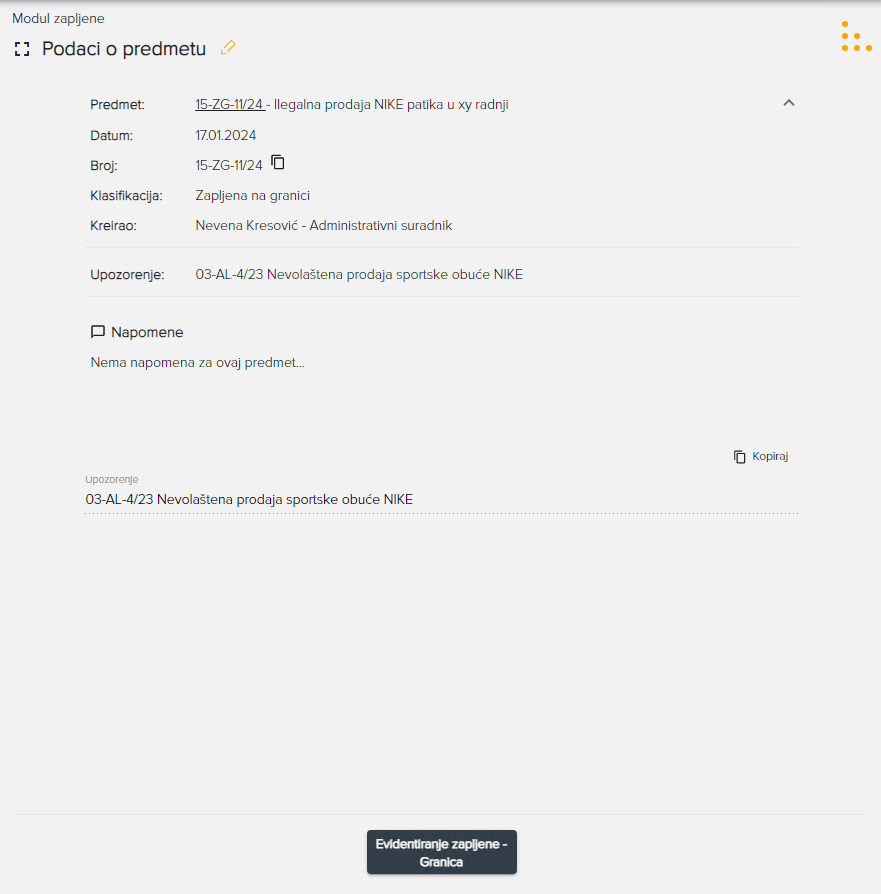 Modul zapljene
Podaci o predmetu
Predmet: 15-ZG-11/24 - Ilegalna prodaja NIKE patika u xy radnji
Datum: 17.01.2024
Broj: 15-ZG-11/24
Klasifikacija: Zapljena na granici
Kreirao: Nevena Kresović - Administrativni suradnik
Upozorenje: 03-AL-4/23 Nevolaštena prodaja sportske obuće NIKE
Napomene
Nema napomena za ovaj predmet...
Kopiraj
Upozorenje
03-AL-4/23 Nevolaštena prodaja sportske obuće NIKE
Evidentiranje zapljene -
Granica